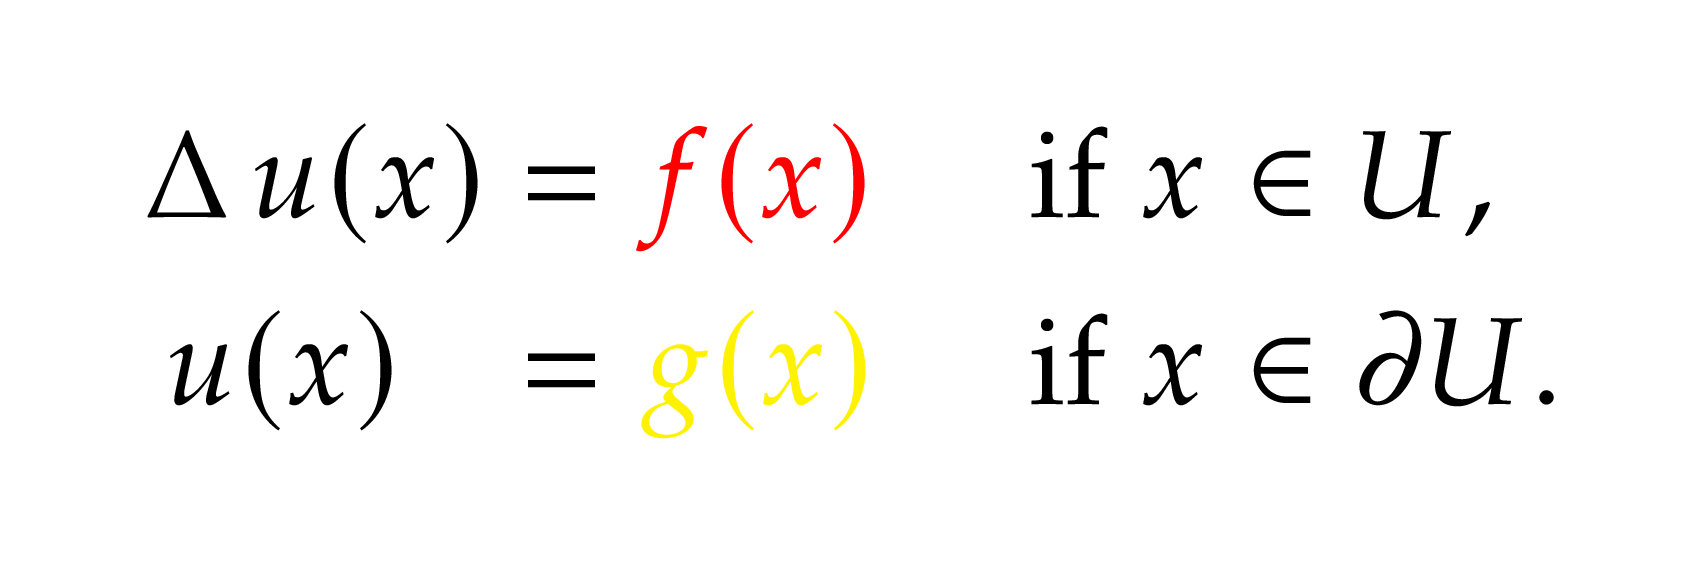 Δ u(x) = f(x) if x ∈ U,
u(x) = g(x) if x ∈ ∂U.